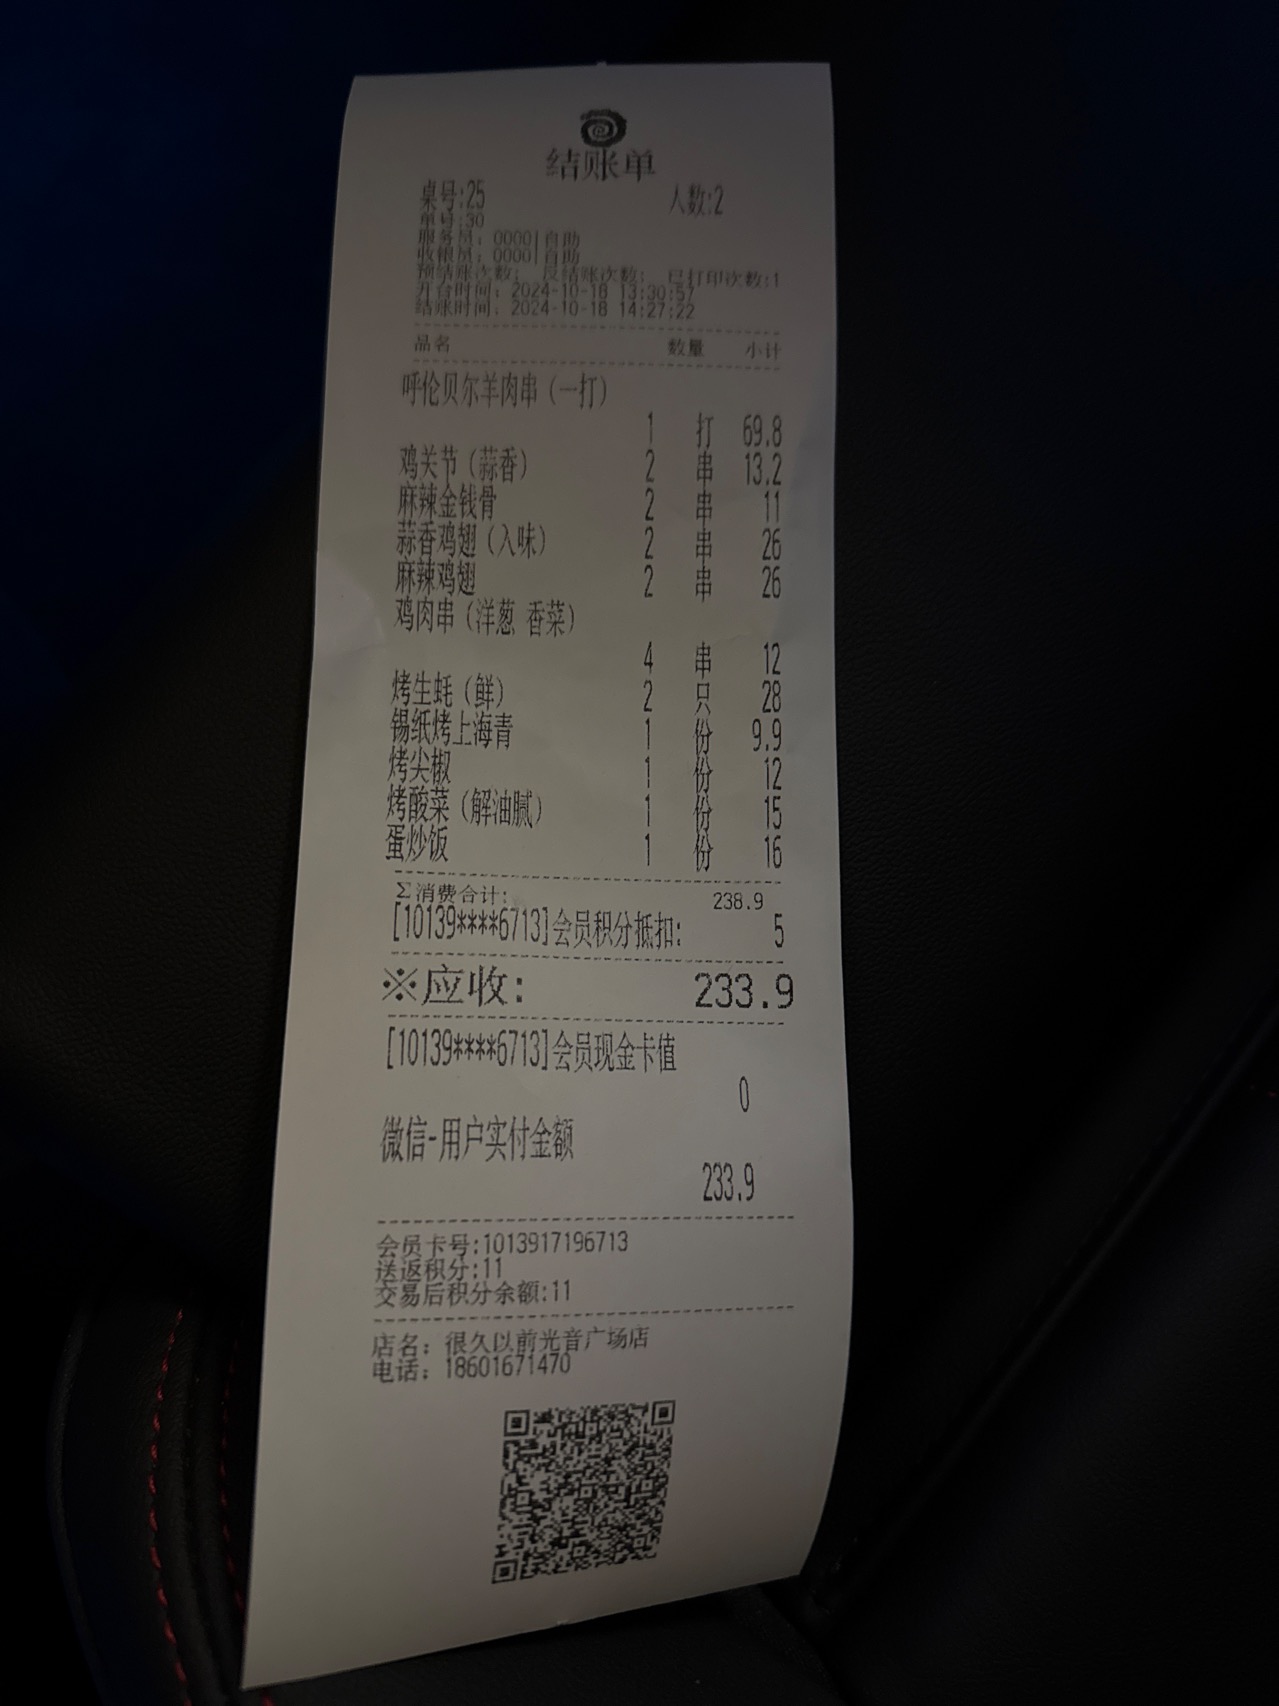 结账单
桌号:25 人数:2
单号:30
服务员: 0000|自助
收银员: 0000|自助
预结账次数: 反结账次数: 已打印次数:1
开台时间: 2024-10-18 13:30:57
结账时间: 2024-10-18 14:27:22
品名 数量 小计
呼伦贝尔羊肉串(一打)
1 打 69.8
鸡关节(蒜香) 2 串 13.2
麻辣金钱骨 2 串 11
蒜香鸡翅(入味) 2 串 26
麻辣鸡翅 2 串 26
鸡肉串(洋葱 香菜)
4 串 12
烤生蚝(鲜) 2 只 28
锡纸烤上海青 1 份 9.9
烤尖椒 1 份 12
烤酸菜(解油腻) 1 份 15
蛋炒饭 1 份 16
Σ消费合计: 238.9
[10139****6713]会员积分抵扣: 5
※应收: 233.9
[10139****6713]会员现金卡值
0
微信-用户实付金额
233.9
会员卡号:1013917196713
送返积分:11
交易后积分余额:11
店名: 很久以前光音广场店
电话: 18601671470